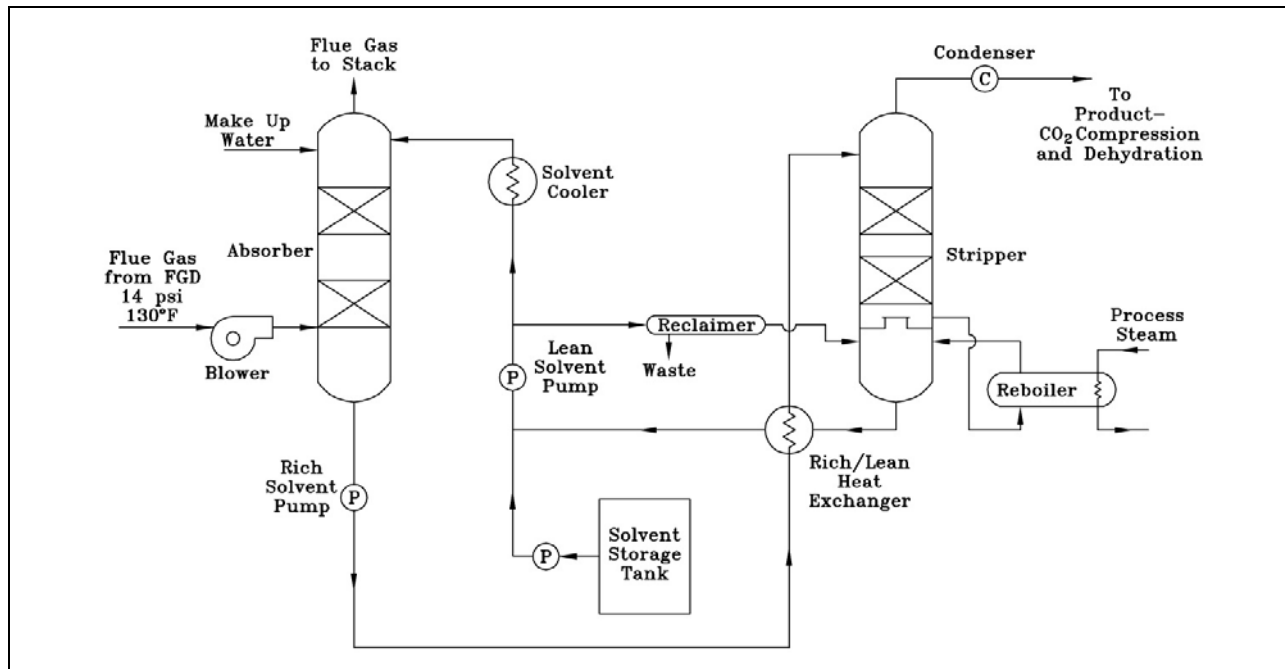 Flue Gas
to Stack
Make Up
Water
Absorber
Flue Gas
from FGD
14 psi
130°F
Blower
Rich
Solvent
Pump
P
Solvent
Cooler
Reclaimer
Waste
Lean
Solvent
Pump
P
P
Solvent
Storage
Tank
Rich/Lean
Heat
Exchanger
Condenser
C
To
Product-
CO₂ Compression
and Dehydration
Stripper
Process
Steam
Reboiler